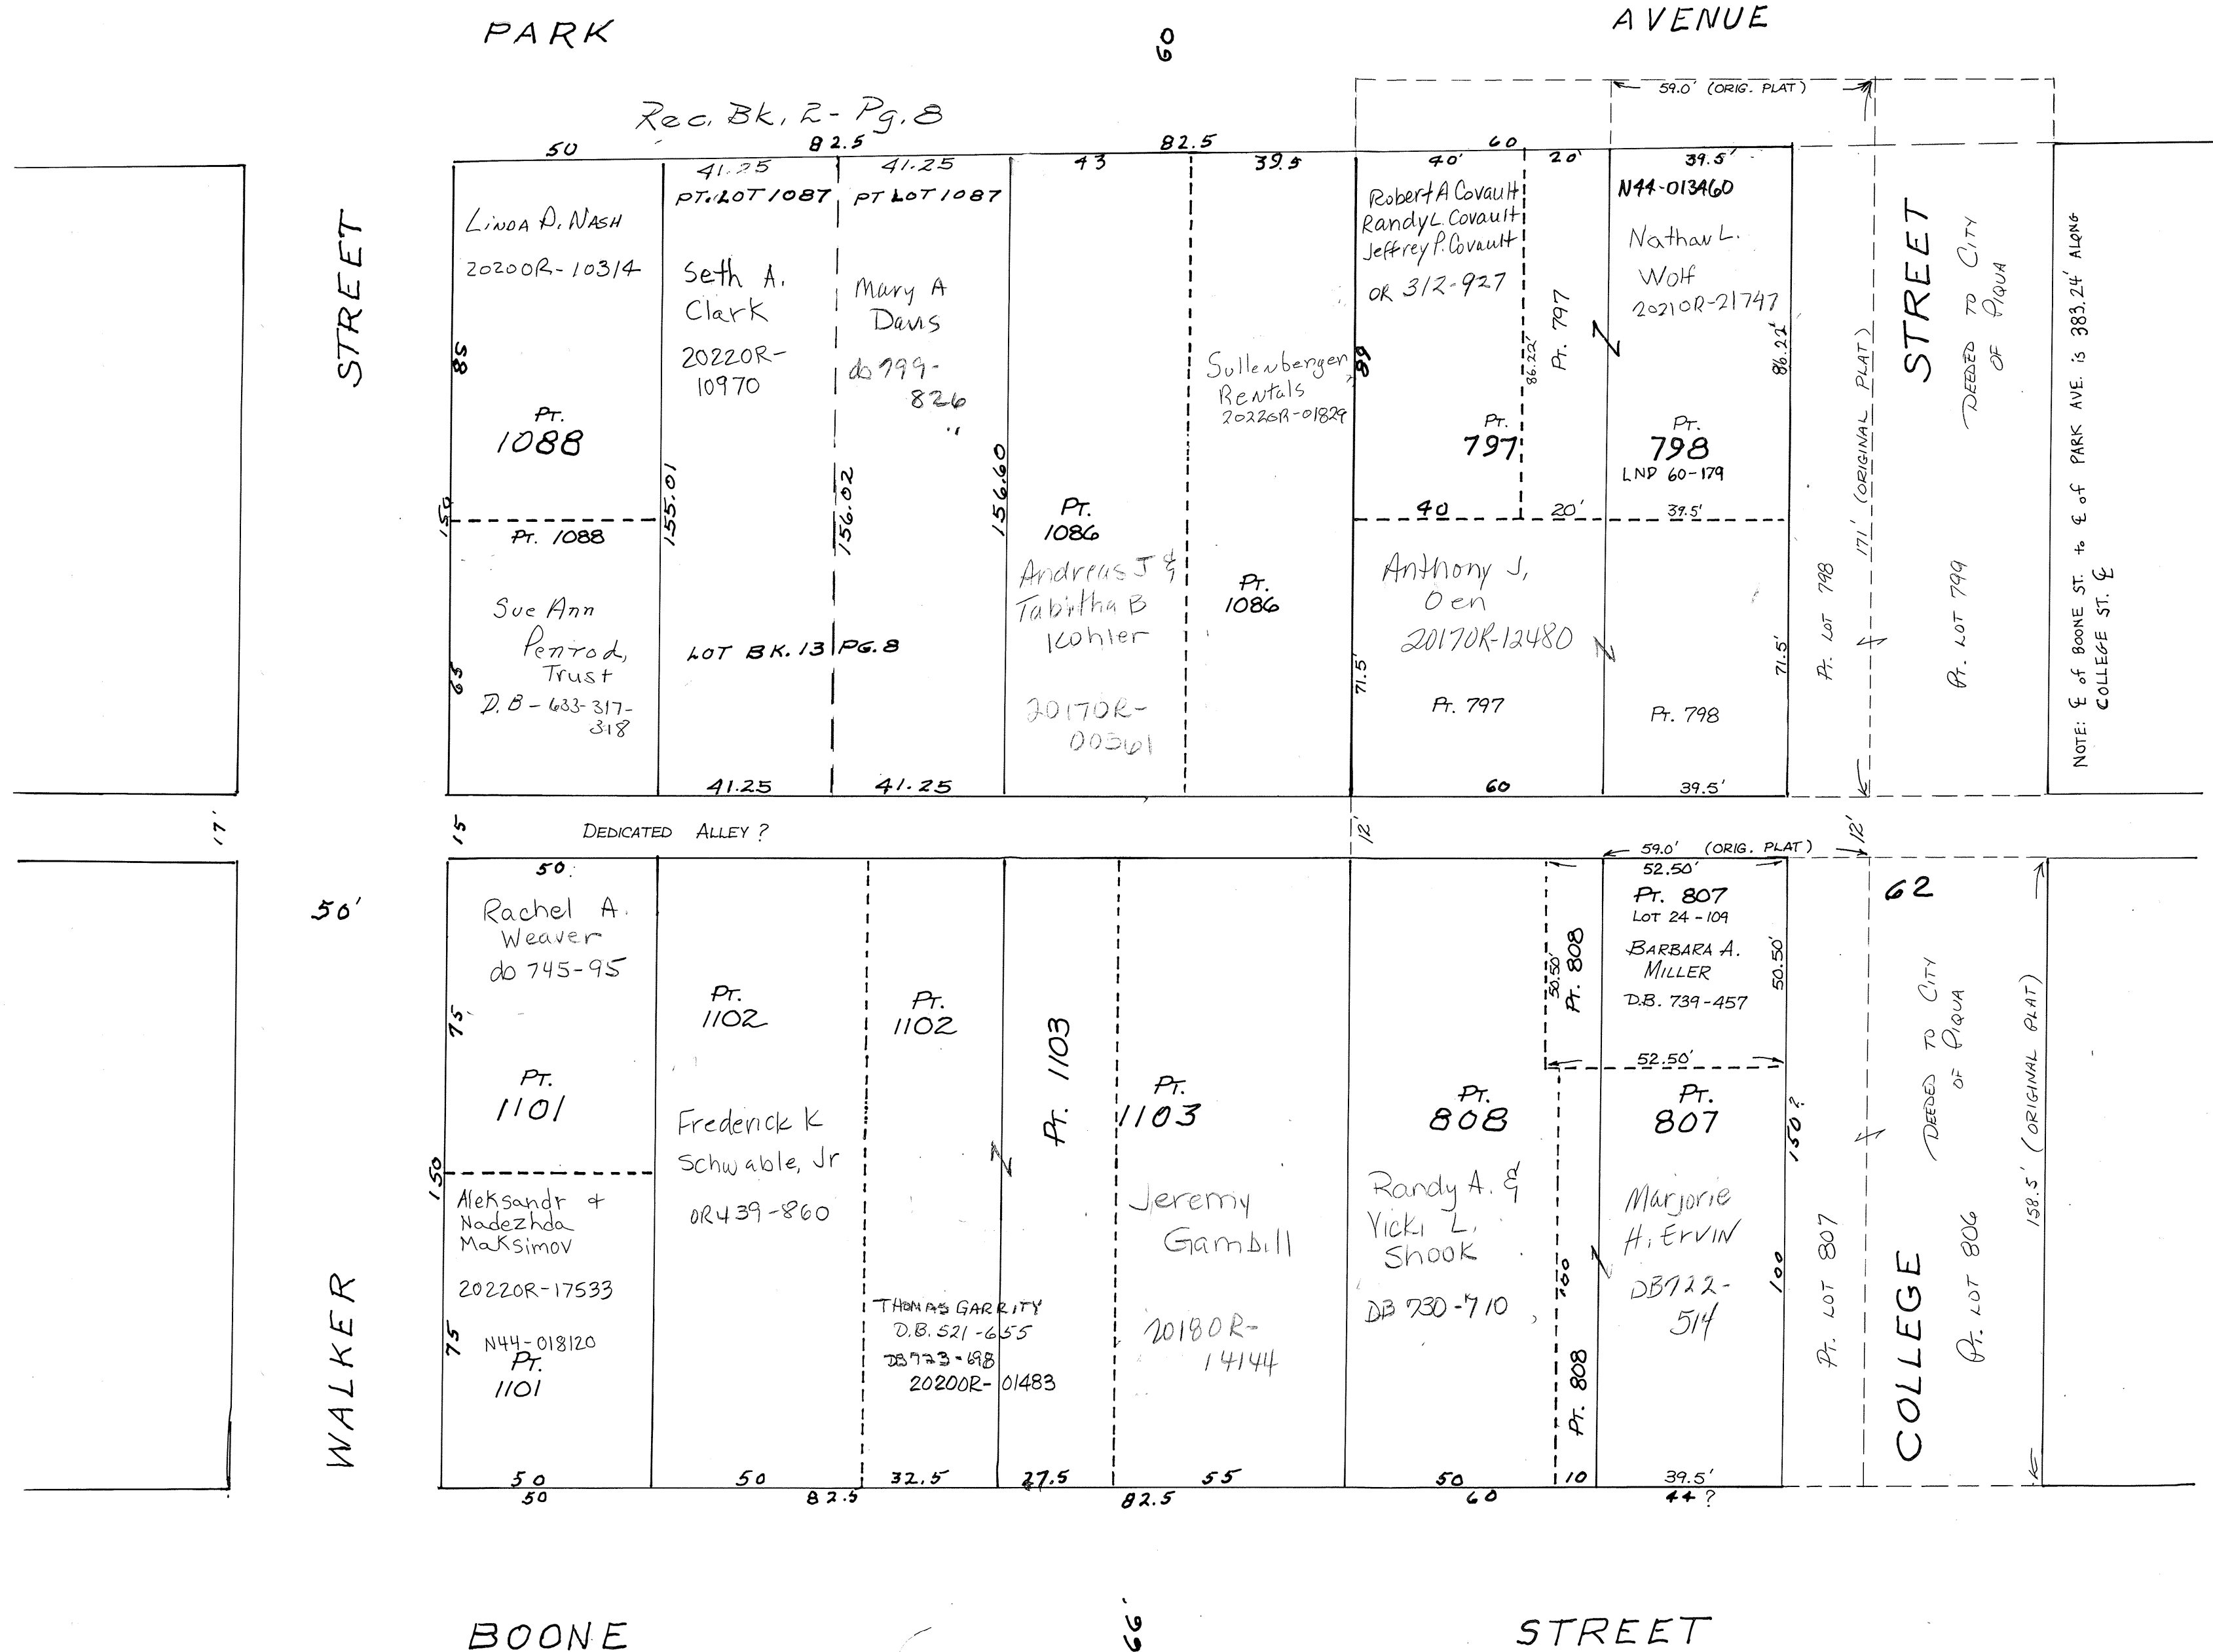 PARK
60
AVENUE
59.0' (ORIG. PLAT)
Rec. Bk. 2 - Pg. 8
50
82.5
82.5
60
41.25
41.25
43
39.5
40'
20'
39.5'
PT. LOT 1087
PT LOT 1087
STREET
LINDA D. NASH
20200R-10314
85
PT.
1088
150
PT. 1088
Sue Ann
Penrod,
Trust
D.B - 633-317-
318
65
Seth A.
Clark
20220R-
10970
155.01
Mary A
Davis
do 799-
826
"
156.02
156.60
LOT BK. 13 PG. 8
41.25
41.25
PT.
1086
Andreas J &
Tabitha B
Kohler
20170R-
00561
Sullenberger
Rentals
20220R-01829
PT.
1086
Robert A Covault
Randy L. Covault
Jeffrey P. Covault
OR 312-927
PT.
797
86.22'
PT. 797
N44-013460
Nathan L.
Wolf
20210R-21747
86.22'
PT.
798
LND 60-179
40
20'
39.5'
Anthony J.
Oen
20170R-12480
71.5'
PT. 797
PT. 798
71.5'
60
39.5'
PT. LOT 798
171' (ORIGINAL PLAT)
STREET
DEEDED TO CITY
OF PIQUA
PT. LOT 799
NOTE: ℄ of BOONE ST. to ℄ of PARK AVE. is 383.24' ALONG
COLLEGE ST. ℄
17'
15
DEDICATED ALLEY ?
12'
12'
59.0' (ORIG. PLAT)
50'
WALKER
50
Rachel A.
Weaver
do 745-95
75
PT.
1101
150
Aleksandr &
Nadezhda
Maksimov
20220R-17533
N44-018120
75
PT.
1101
50
50
PT.
1102
Frederick K
Schwable, Jr
OR 439-860
50
82.5
PT.
1102
THOMAS GARRITY
D.B. 521-655
DB 773-698
20200R-01483
32.5
PT. 1103
27.5
PT.
1103
Jeremy
Gambill
20180R-
14144
55
82.5
PT.
808
Randy A. &
Vicki L.
Shook
DB 730-710
50
60
50.50'
PT. 808
100
PT. 808
10
52.50'
PT. 807
LOT 24-109
BARBARA A.
MILLER
D.B. 739-457
50.50'
52.50'
PT.
807
Marjorie
H. Ervin
DB722-
514
150?
100
39.5'
44?
62
PT. LOT 807
COLLEGE
DEEDED TO CITY
OF PIQUA
PT. LOT 806
158.5' (ORIGINAL PLAT)
BOONE
66'
STREET